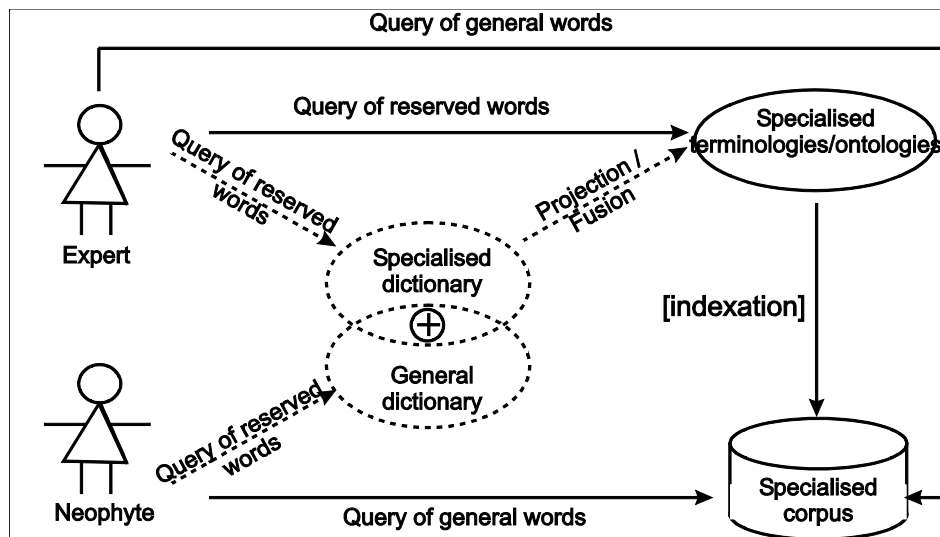 Query of general words
Query of reserved words
Specialised
terminologies/ontologies
Query of reserved
words
Projection /
Fusion
Expert
Specialised
dictionary
[indexation]
General
dictionary
Query of reserved
words
Neophyte
Query of general words
Specialised
corpus